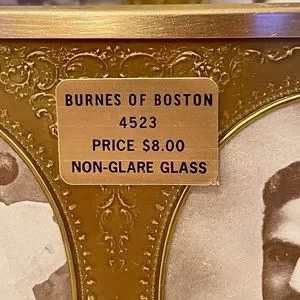 BURNES OF BOSTON
4523
PRICE $8.00
NON-GLARE GLASS